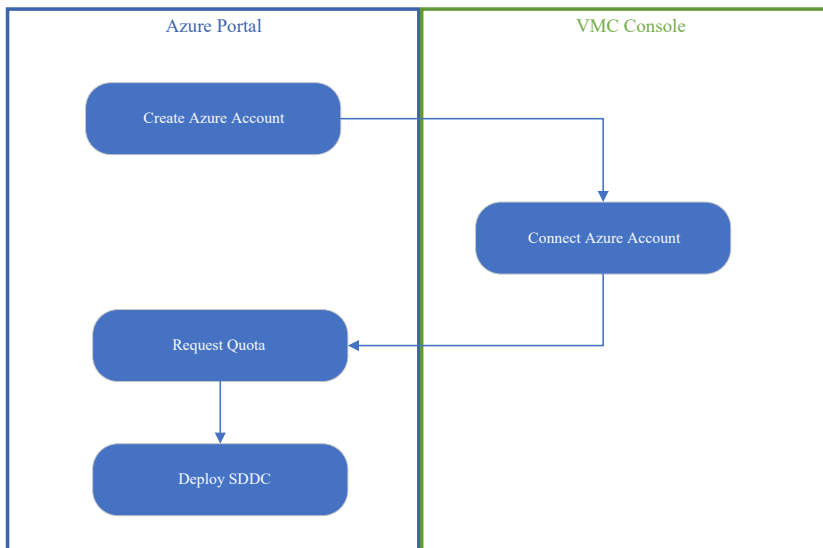 Azure Portal
VMC Console
Create Azure Account
Connect Azure Account
Request Quota
Deploy SDDC